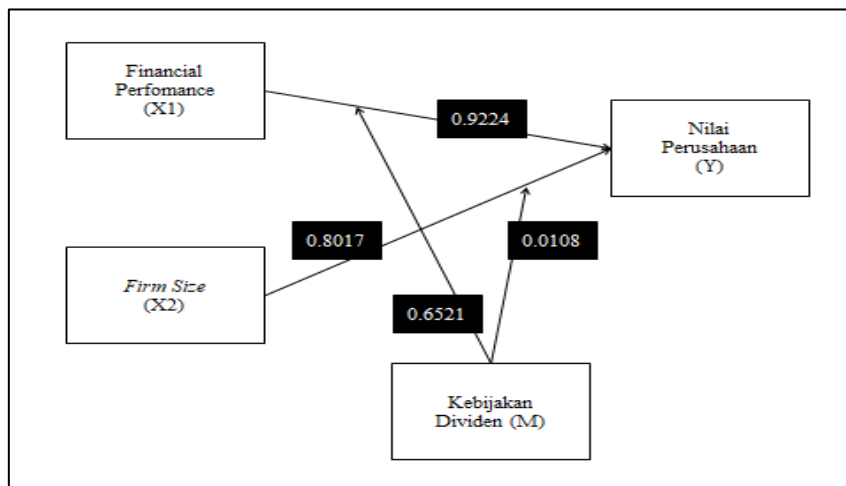 Financial
Perfomance
(X1)
0.9224
Nilai
Perusahaan
(Y)
Firm Size
(X2)
0.8017
0.0108
0.6521
Kebijakan
Dividen (M)